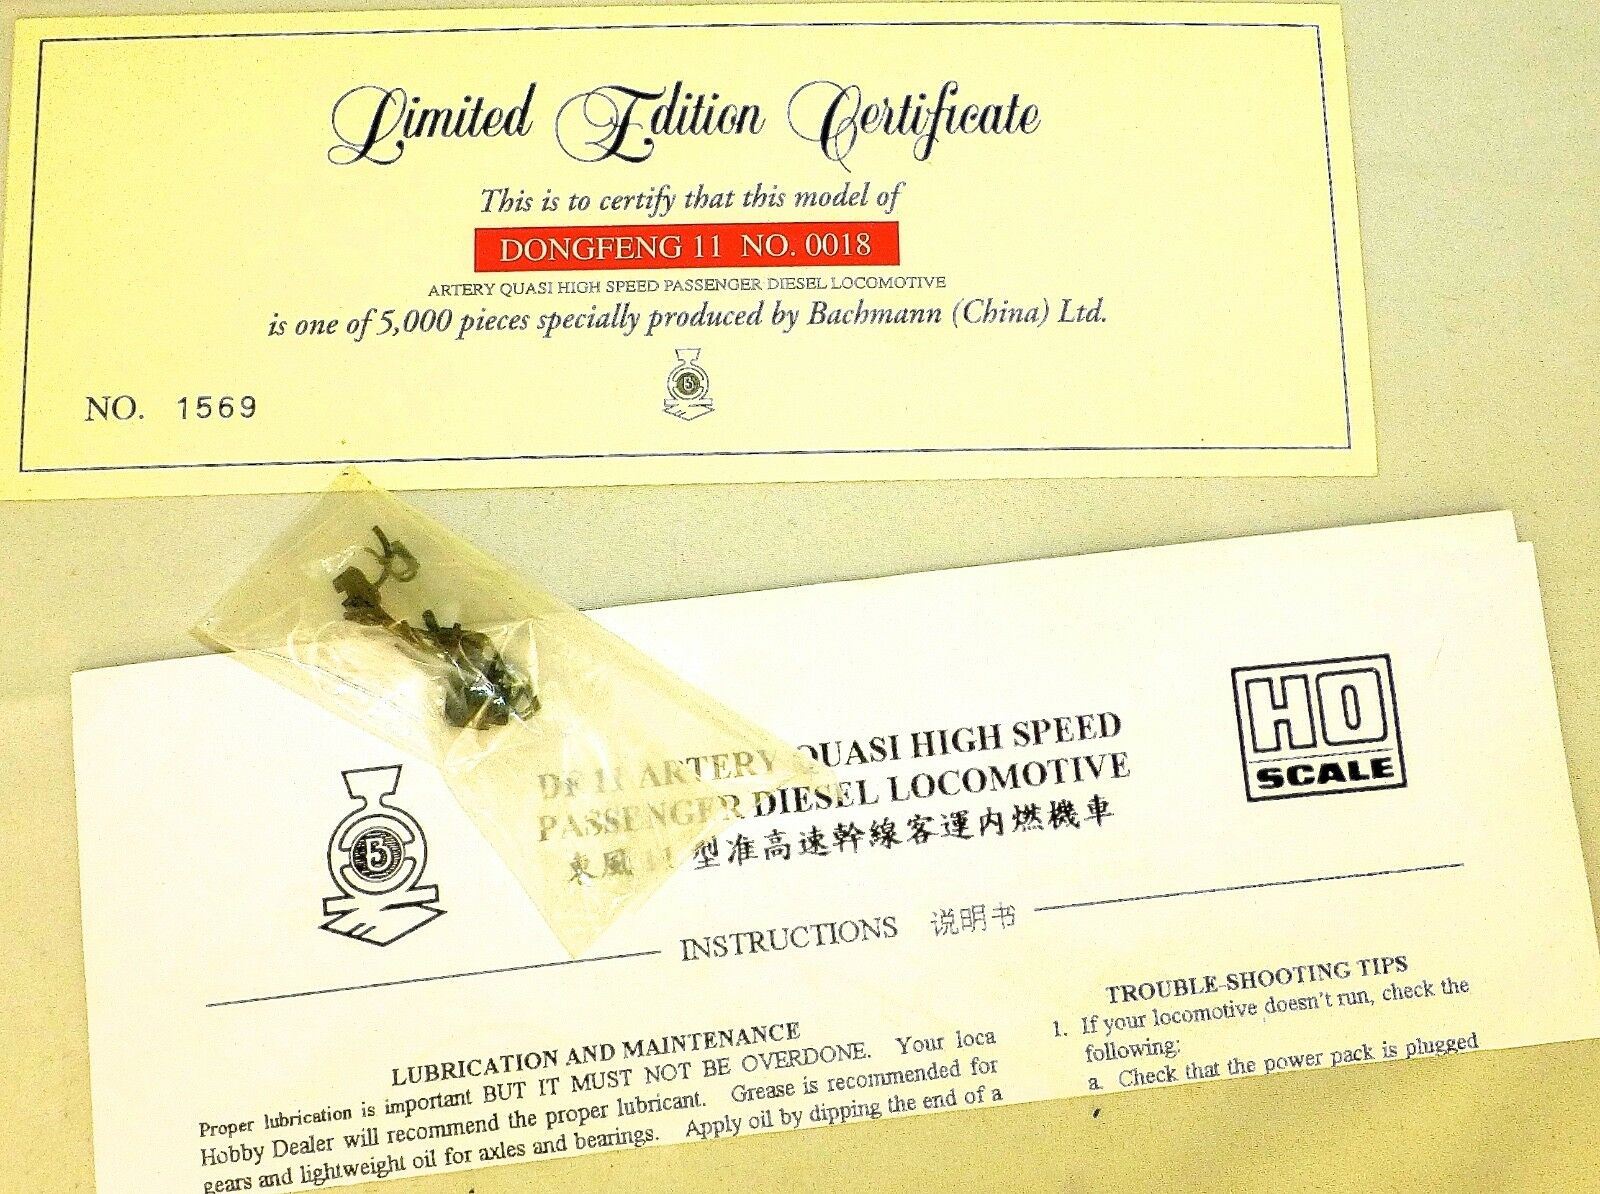 Limited Edition Certificate
This is to certify that this model of
DONGFENG 11 NO. 0018
ARTERY QUASI HIGH SPEED PASSENGER DIESEL LOCOMOTIVE
is one of 5,000 pieces specially produced by Bachmann (China) Ltd.
NO. 1569
HO
SCALE
DF 11 ARTERY QUASI HIGH SPEED
PASSENGER DIESEL LOCOMOTIVE
東風 11 型准高速幹線客運内燃機車
INSTRUCTIONS 说明书
LUBRICATION AND MAINTENANCE
Proper lubrication is important BUT IT MUST NOT BE OVERDONE. Your loca
Hobby Dealer will recommend the proper lubricant. Grease is recommended for
gears and lightweight oil for axles and bearings. Apply oil by dipping the end of a
TROUBLE-SHOOTING TIPS
1. If your locomotive doesn't run, check the
following:
a. Check that the power pack is plugged